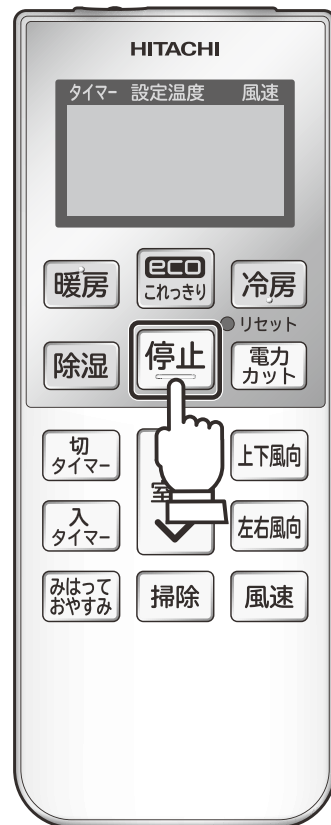 HITACHI
タイマー 設定温度 風速
暖房
eco
これっきり
冷房
リセット
除湿
停止
電力
カット
切
タイマー
室
上下風向
入
タイマー
左右風向
みはって
おやすみ
掃除
風速